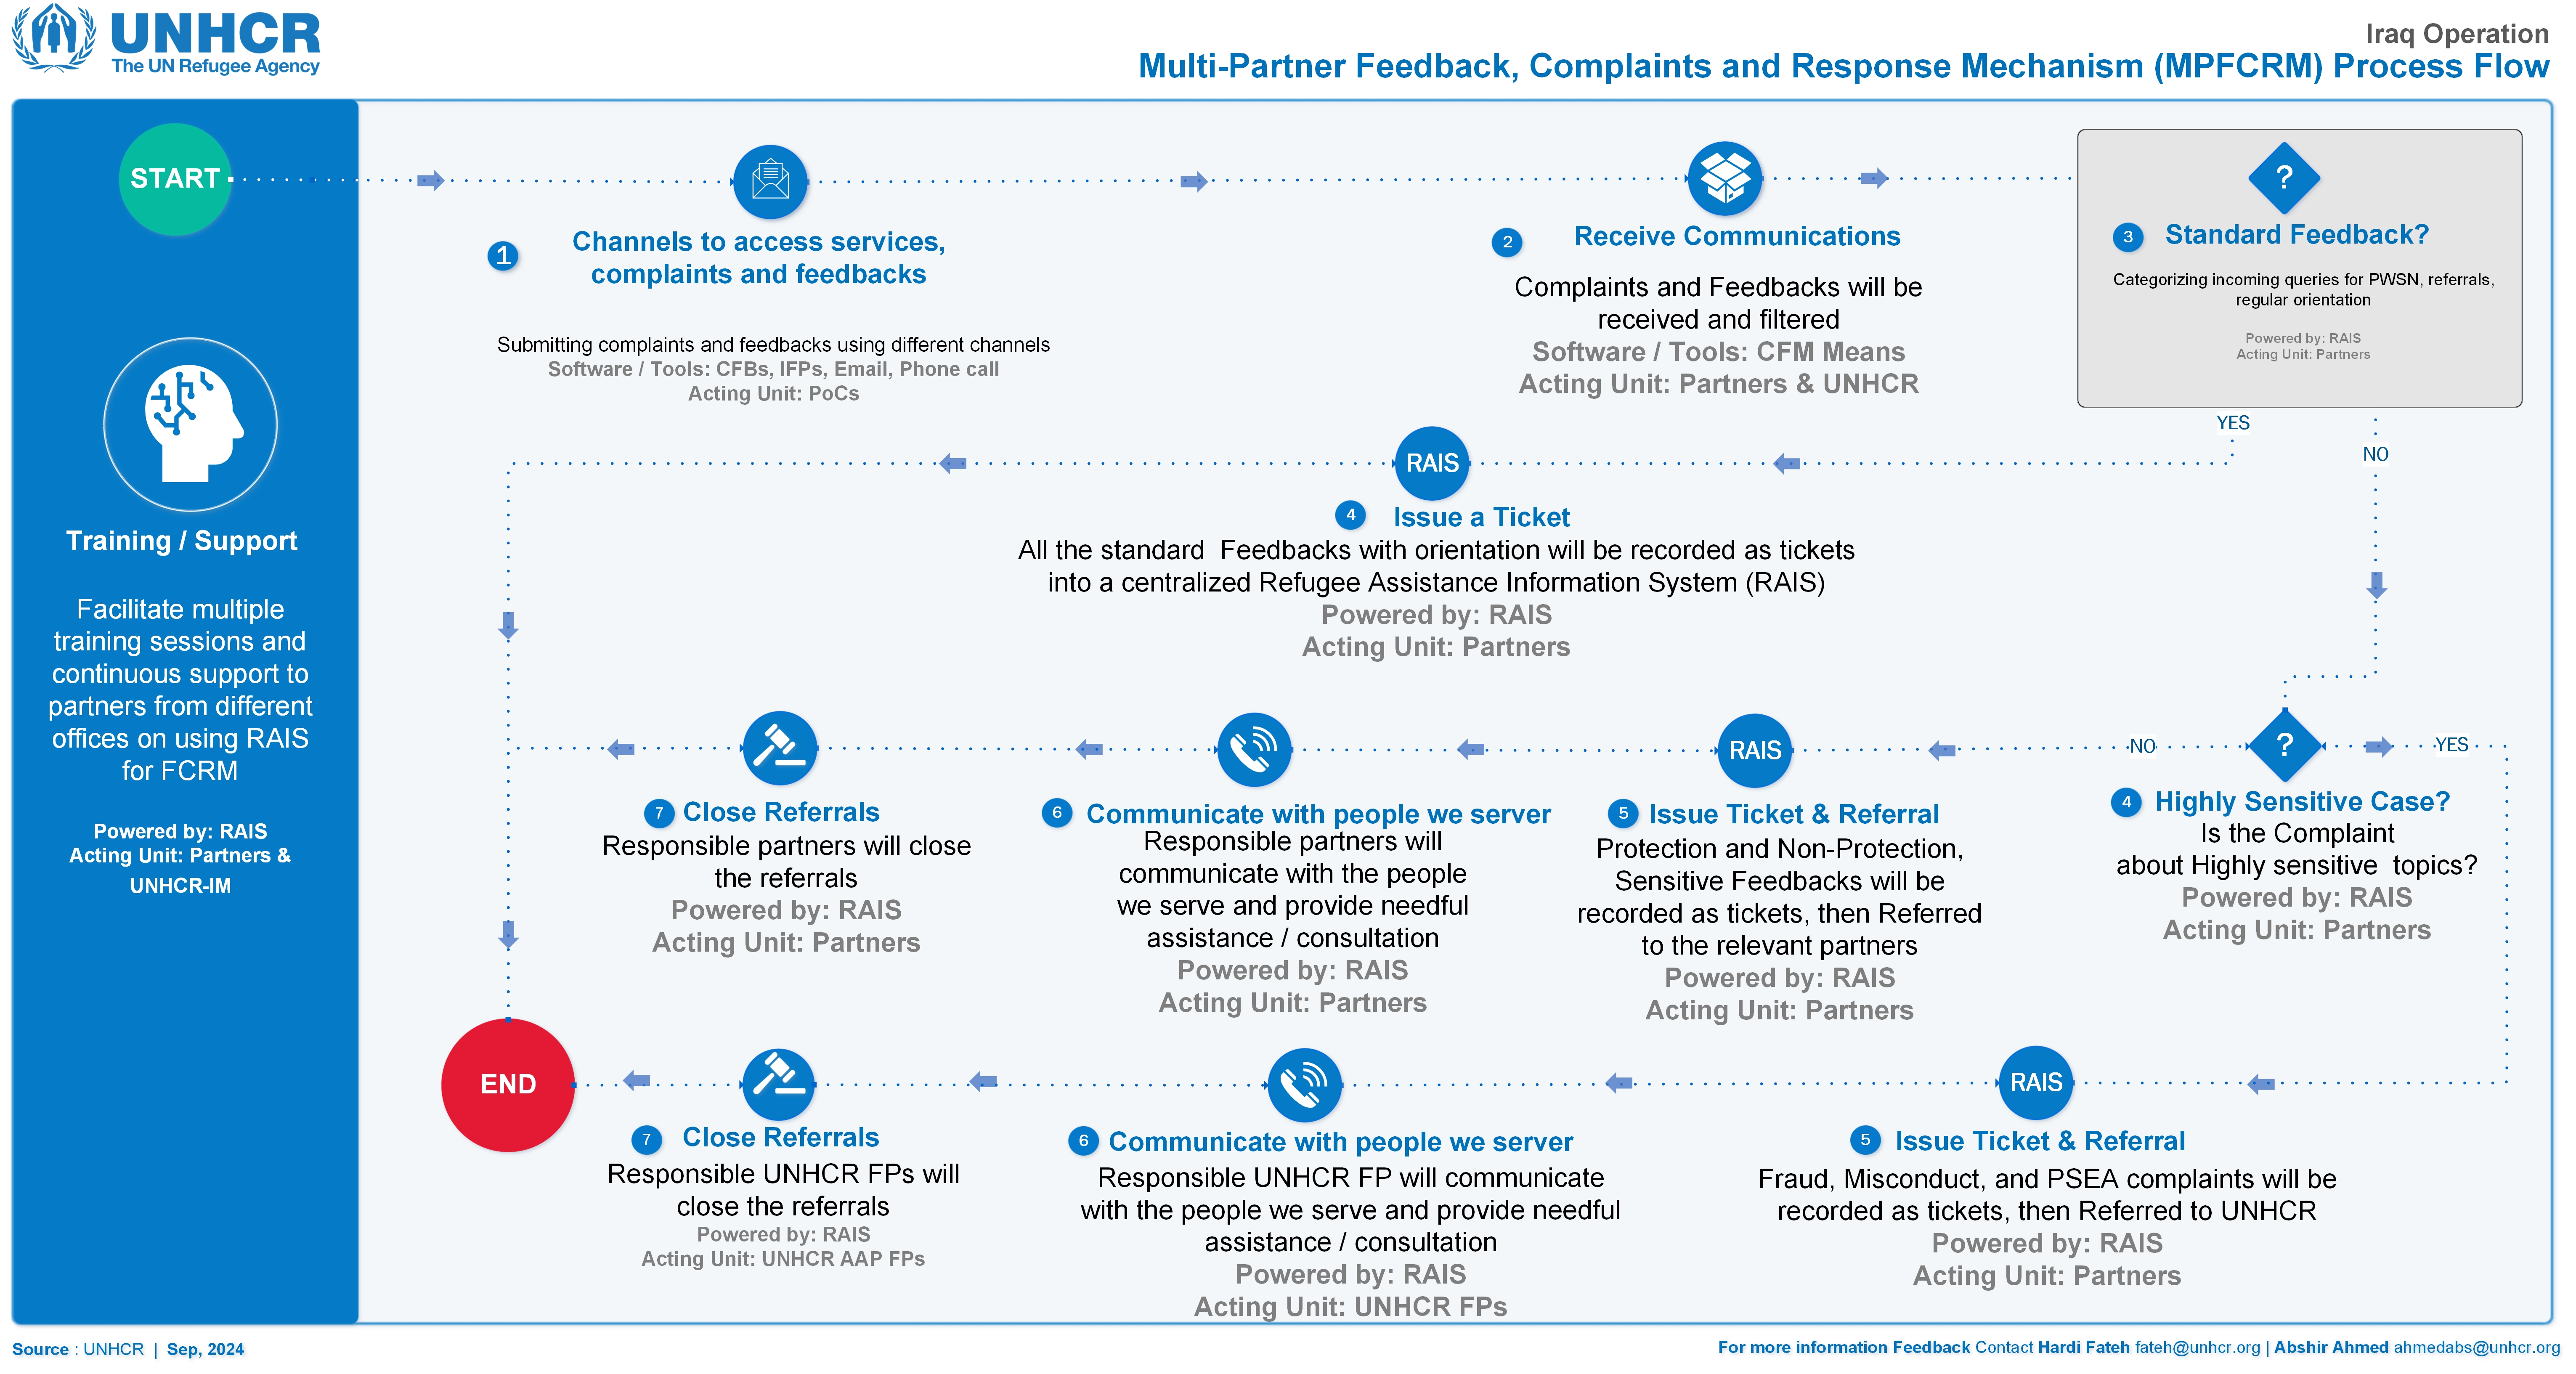 UNHCR
The UN Refugee Agency
Iraq Operation
Multi-Partner Feedback, Complaints and Response Mechanism (MPFCRM) Process Flow
START
Training / Support
Facilitate multiple
training sessions and
continuous support to
partners from different
offices on using RAIS
for FCRM
Powered by: RAIS
Acting Unit: Partners &
UNHCR-IM
1
Channels to access services,
complaints and feedbacks
Submitting complaints and feedbacks using different channels
Software / Tools: CFBs, IFPs, Email, Phone call
Acting Unit: PoCs
2
Receive Communications
Complaints and Feedbacks will be
received and filtered
Software / Tools: CFM Means
Acting Unit: Partners & UNHCR
?
3
Standard Feedback?
Categorizing incoming queries for PWSN, referrals,
regular orientation
Powered by: RAIS
Acting Unit: Partners
YES
NO
RAIS
4
Issue a Ticket
All the standard  Feedbacks with orientation will be recorded as tickets
into a centralized Refugee Assistance Information System (RAIS)
Powered by: RAIS
Acting Unit: Partners
?
NO
YES
4
Highly Sensitive Case?
Is the Complaint
about Highly sensitive  topics?
Powered by: RAIS
Acting Unit: Partners
RAIS
5
Issue Ticket & Referral
Protection and Non-Protection,
Sensitive Feedbacks will be
recorded as tickets, then Referred
to the relevant partners
Powered by: RAIS
Acting Unit: Partners
6
Communicate with people we server
Responsible partners will
communicate with the people
we serve and provide needful
assistance / consultation
Powered by: RAIS
Acting Unit: Partners
7
Close Referrals
Responsible partners will close
the referrals
Powered by: RAIS
Acting Unit: Partners
RAIS
5
Issue Ticket & Referral
Fraud, Misconduct, and PSEA complaints will be
recorded as tickets, then Referred to UNHCR
Powered by: RAIS
Acting Unit: Partners
6
Communicate with people we server
Responsible UNHCR FP will communicate
with the people we serve and provide needful
assistance / consultation
Powered by: RAIS
Acting Unit: UNHCR FPs
7
Close Referrals
Responsible UNHCR FPs will
close the referrals
Powered by: RAIS
Acting Unit: UNHCR AAP FPs
END
Source : UNHCR | Sep, 2024
For more information Feedback Contact Hardi Fateh fateh@unhcr.org | Abshir Ahmed ahmedabs@unhcr.org